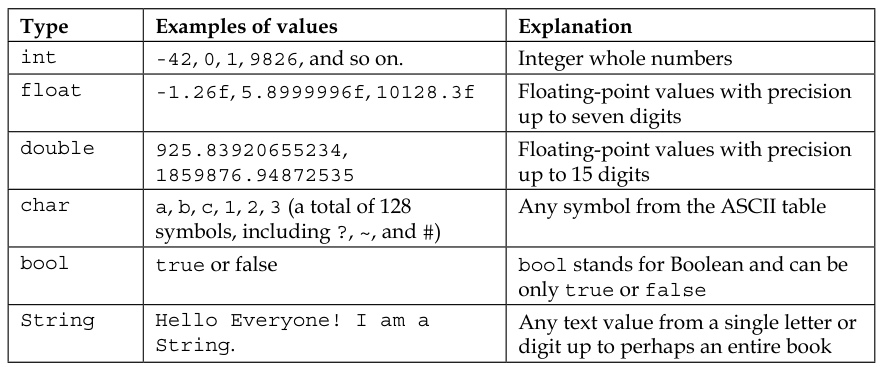 Type Examples of values Explanation
int -42, 0, 1, 9826, and so on. Integer whole numbers
float -1.26f, 5.8999996f, 10128.3f Floating-point values with precision
up to seven digits
double 925.83920655234, Floating-point values with precision
1859876.94872535 up to 15 digits
char a, b, c, 1, 2, 3 (a total of 128 Any symbol from the ASCII table
symbols, including ?, ~, and #)
bool true or false bool stands for Boolean and can be
only true or false
String Hello Everyone! I am a Any text value from a single letter or
String. digit up to perhaps an entire book